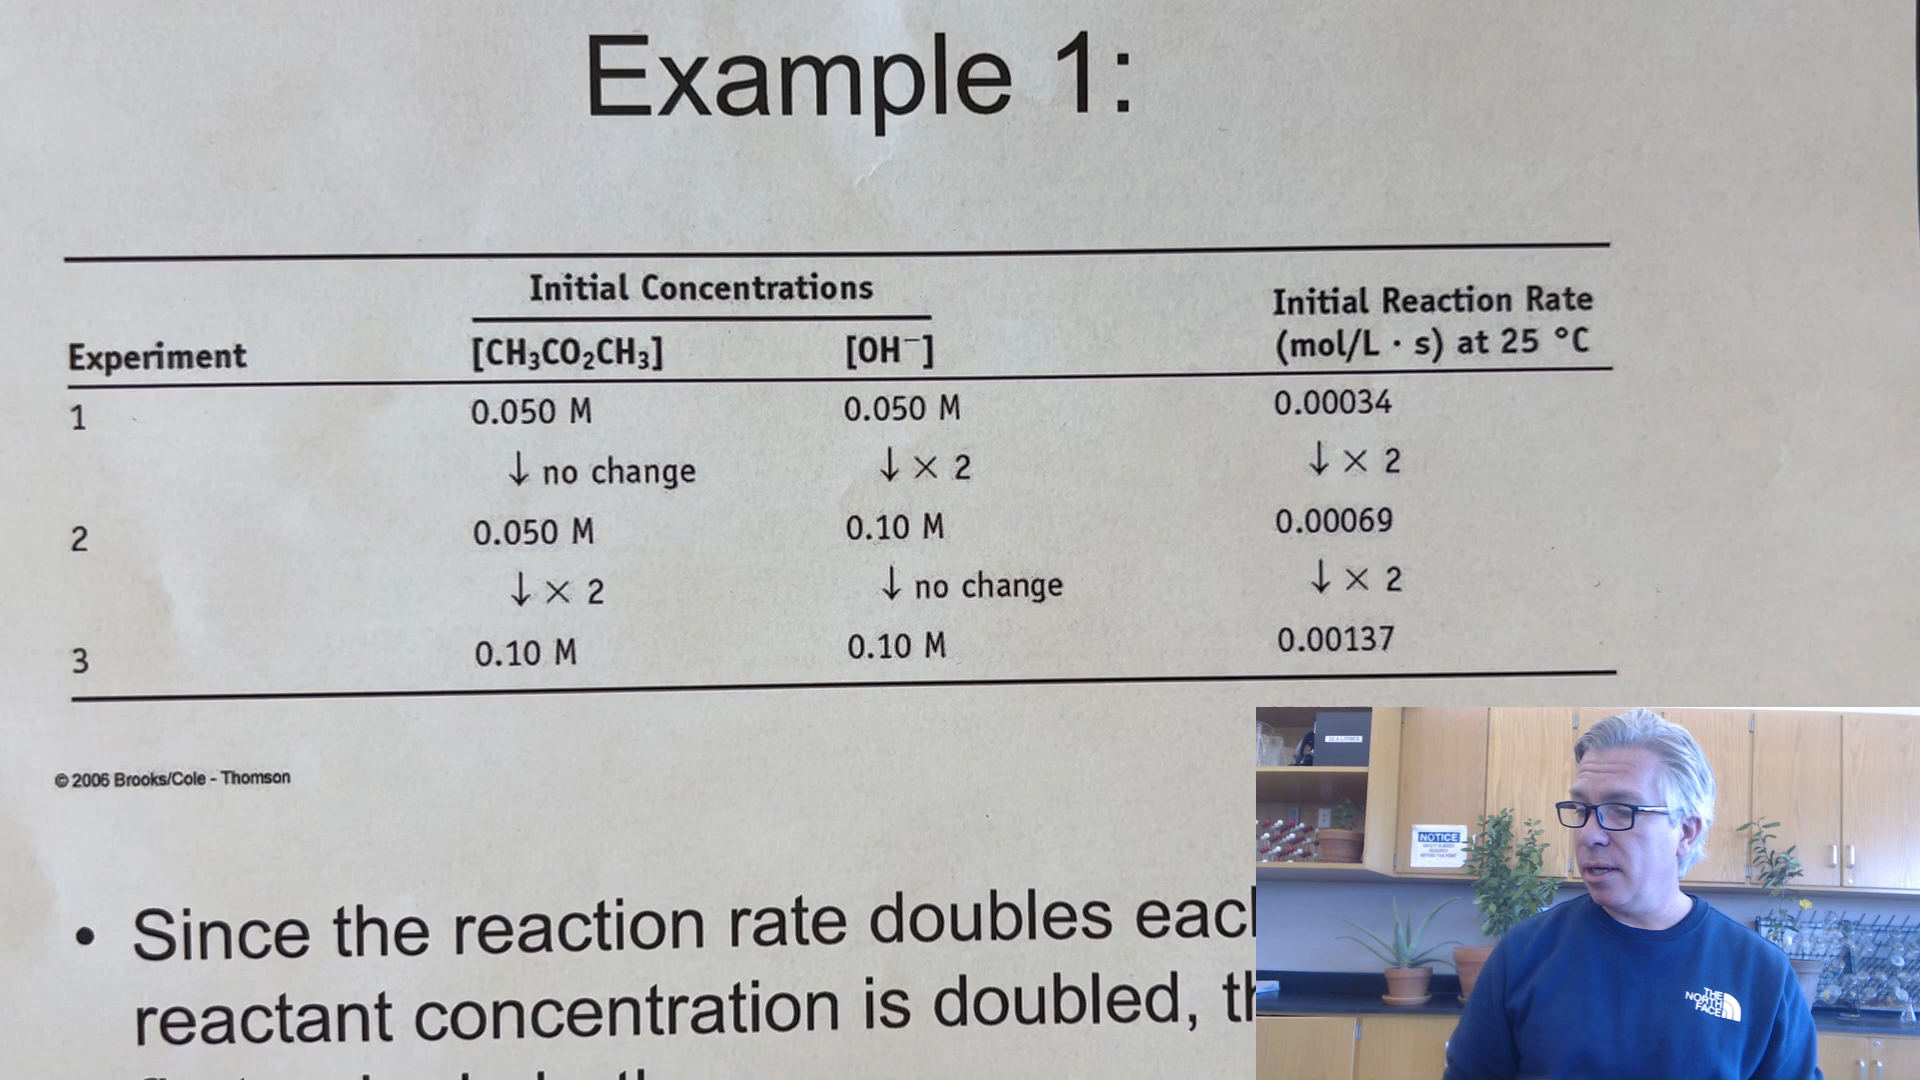 Example 1:
Initial Concentrations
Initial Reaction Rate
Experiment [CH₃CO₂CH₃] [OH⁻] (mol/L · s) at 25 °C
1 0.050 M 0.050 M 0.00034
↓ no change ↓ × 2 ↓ × 2
2 0.050 M 0.10 M 0.00069
↓ × 2 ↓ no change ↓ × 2
3 0.10 M 0.10 M 0.00137
© 2006 Brooks/Cole - Thomson
• Since the reaction rate doubles
reactant concentration is doubled,
NOTICE
THE
NORTH
FACE